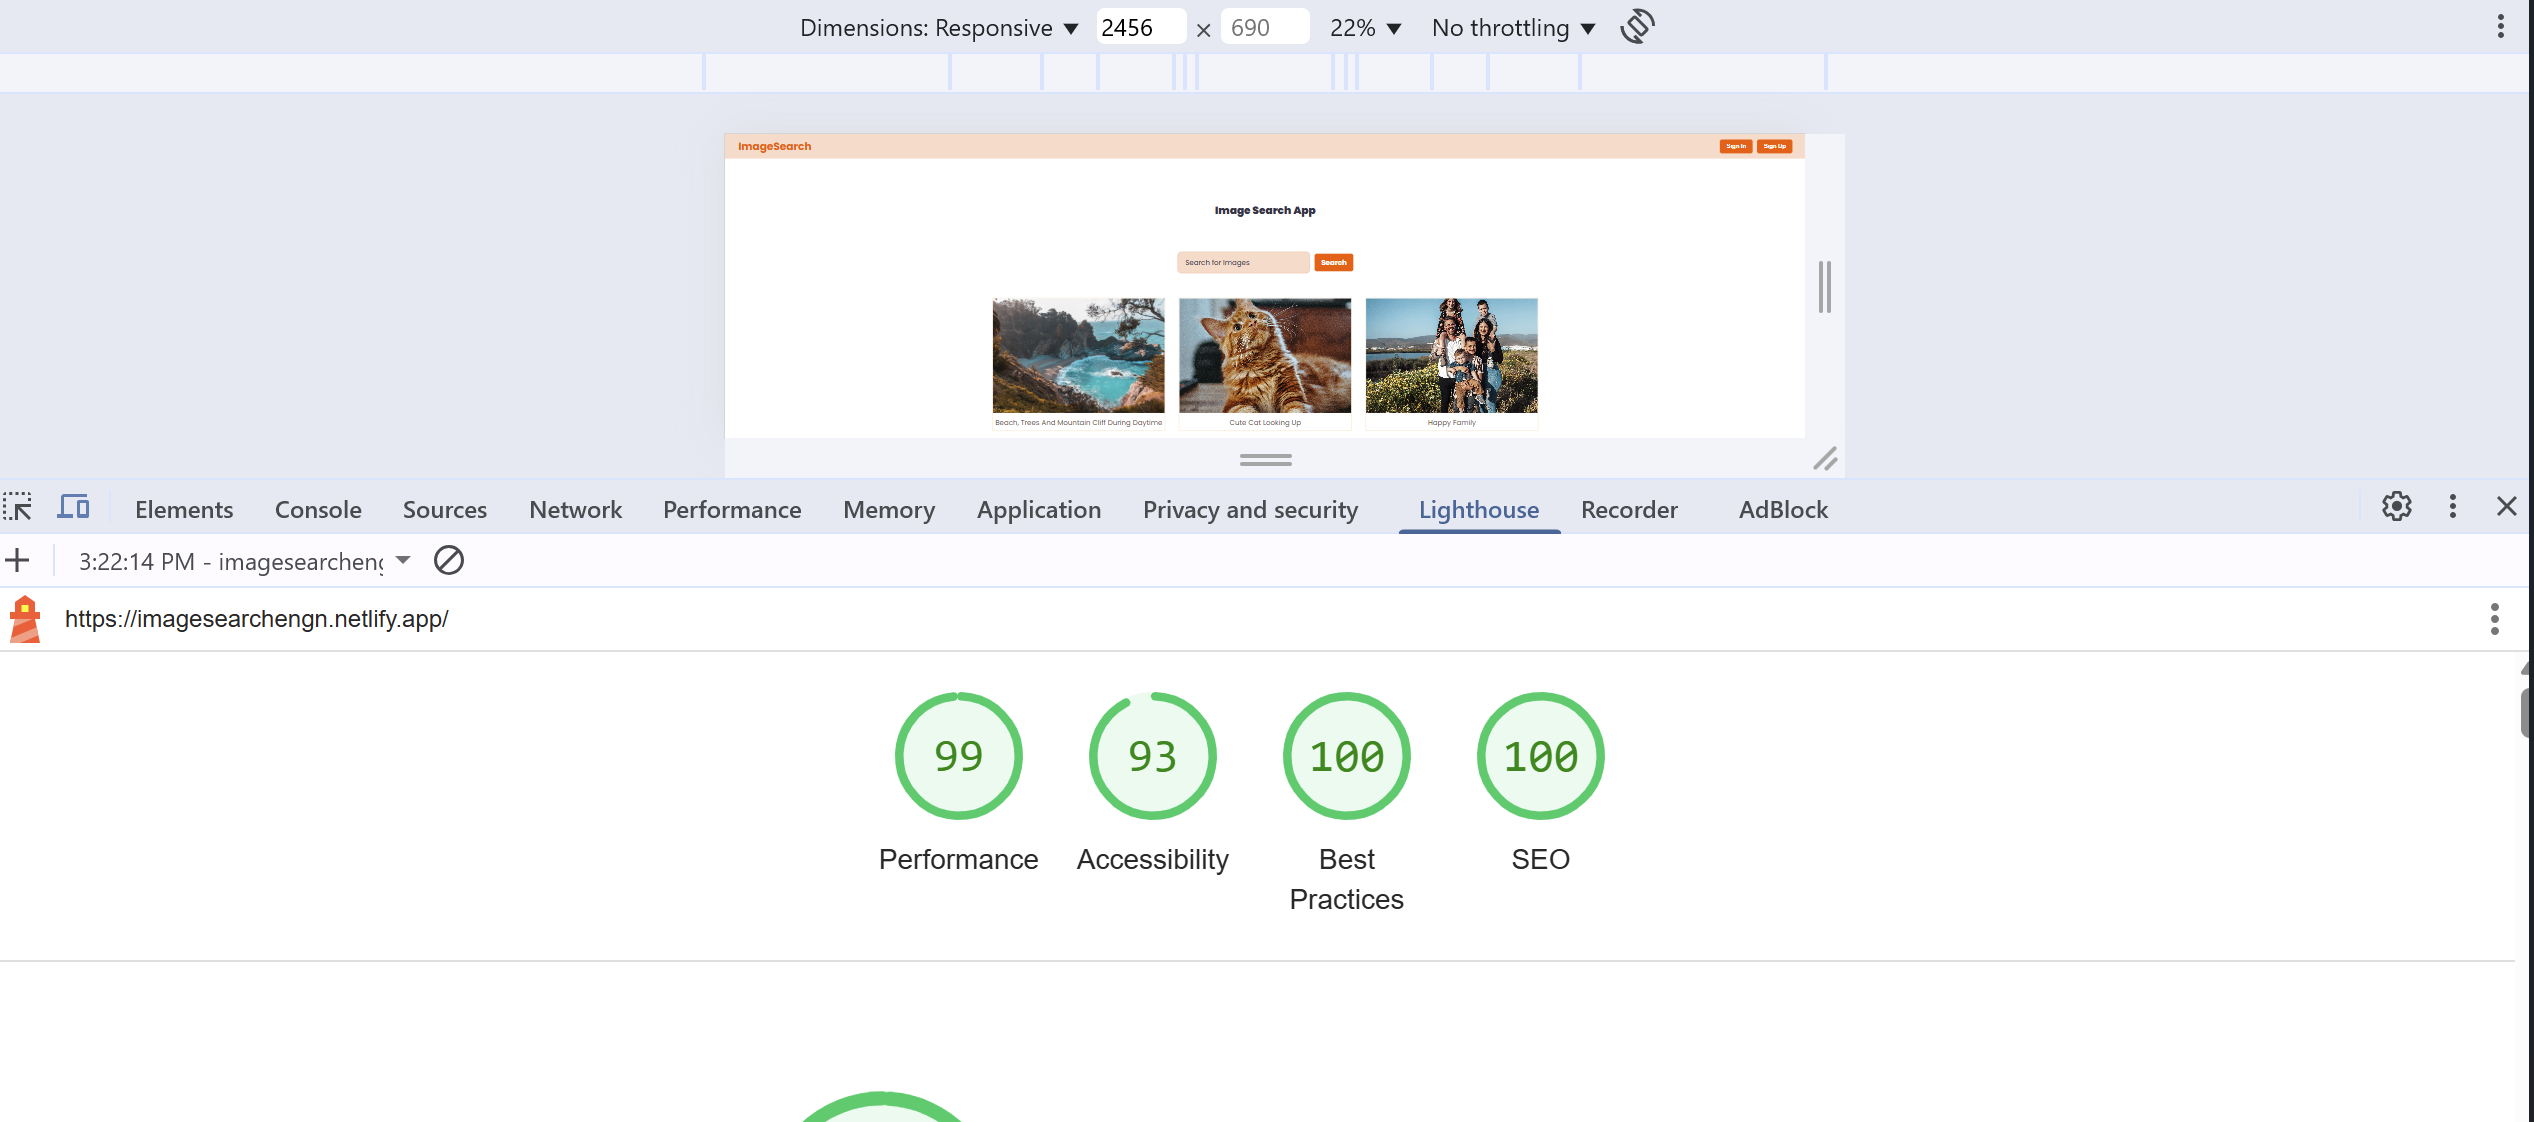 Dimensions: Responsive 2456 × 690 22% No throttling
ImageSearch Sign In Sign Up
Image Search App
Search for Images Search
Beach, Trees And Mountain Cliff During Daytime Cute Cat Looking Up Happy Family
Elements Console Sources Network Performance Memory Application Privacy and security Lighthouse Recorder AdBlock
3:22:14 PM - imagesearcheng
https://imagesearchengn.netlify.app/
99 93 100 100
Performance Accessibility Best Practices SEO